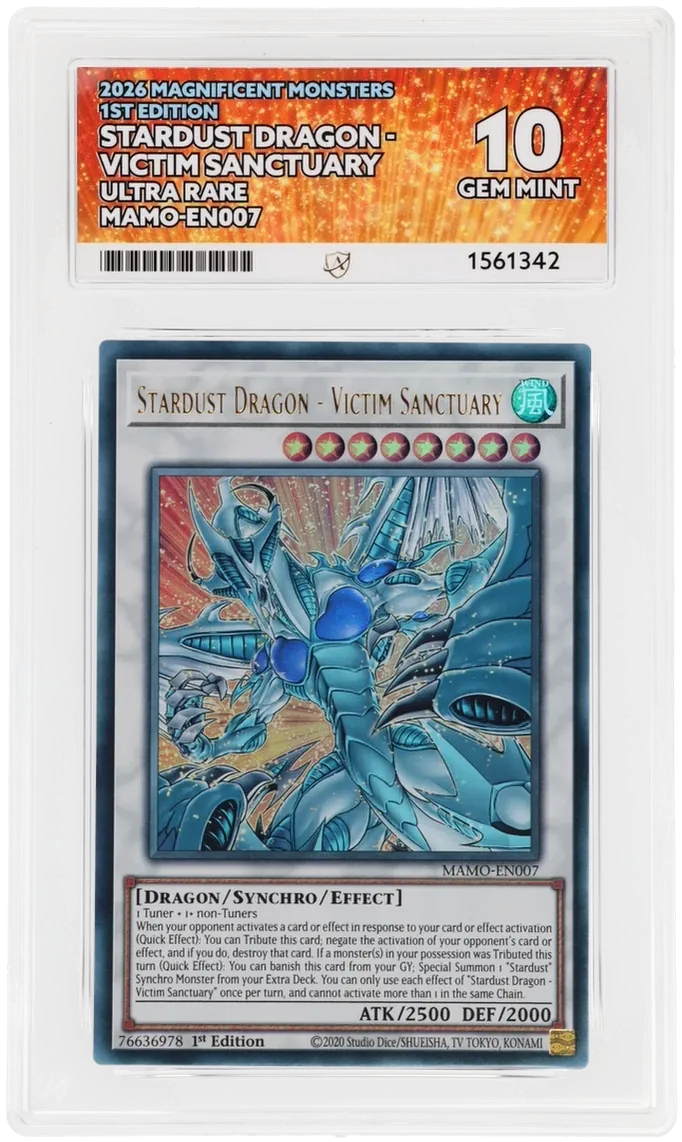 2026 MAGNIFICENT MONSTERS
1ST EDITION
STARDUST DRAGON -
VICTIM SANCTUARY
ULTRA RARE
MAMO-EN007
10
GEM MINT
1561342
STARDUST DRAGON - VICTIM SANCTUARY
WIND
風
MAMO-EN007
[DRAGON/SYNCHRO/EFFECT]
1 Tuner + 1+ non-Tuners
When your opponent activates a card or effect in response to your card or effect activation
(Quick Effect): You can Tribute this card; negate the activation of your opponent's card or
effect, and if you do, destroy that card. If a monster(s) in your possession was Tributed this
turn (Quick Effect): You can banish this card from your GY; Special Summon 1 "Stardust"
Synchro Monster from your Extra Deck. You can only use each effect of "Stardust Dragon -
Victim Sanctuary" once per turn, and cannot activate more than 1 in the same Chain.
ATK/2500 DEF/2000
76636978 1st Edition
©2020 Studio Dice/SHUEISHA, TV TOKYO, KONAMI